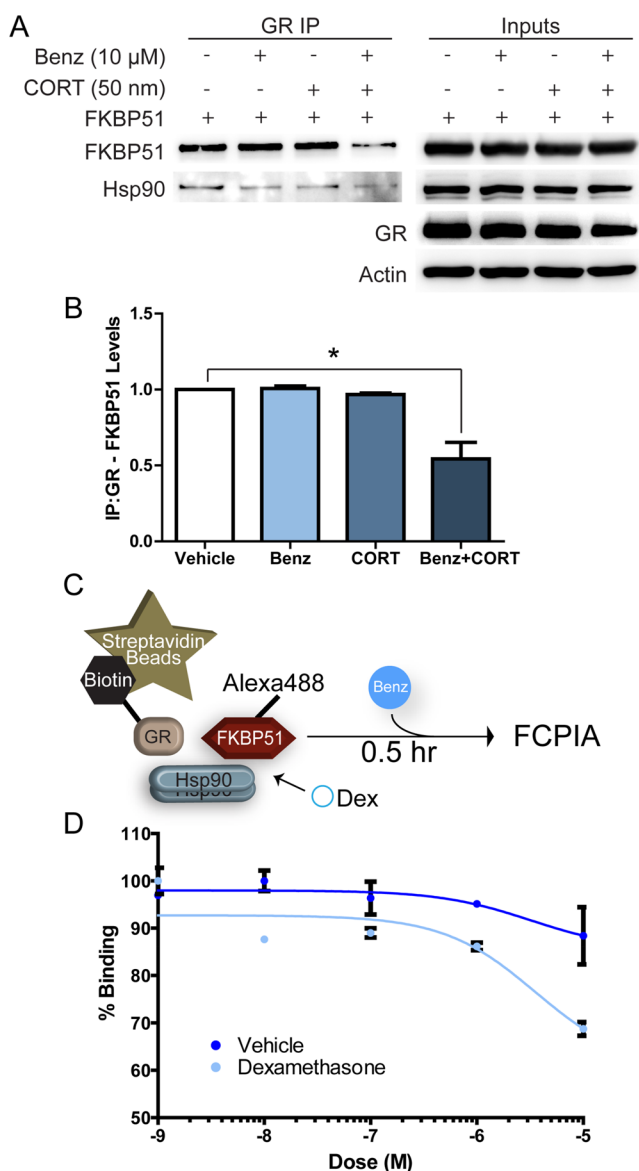 A
GR IP Inputs
Benz (10 µM) - + - + - + - +
CORT (50 nm) - - + + - - + +
FKBP51 + + + + + + + +
FKBP51
Hsp90
GR
Actin
B
IP:GR - FKBP51 Levels
1.5
1.0
0.5
0.0
*
Vehicle Benz CORT Benz+CORT
C
Streptavidin
Beads
Biotin
Alexa488
GR
FKBP51
Benz
0.5 hr
FCPIA
Hsp90
Hsp90
Dex
D
% Binding
110
100
90
80
70
60
50
Vehicle
Dexamethasone
-9 -8 -7 -6 -5
Dose (M)